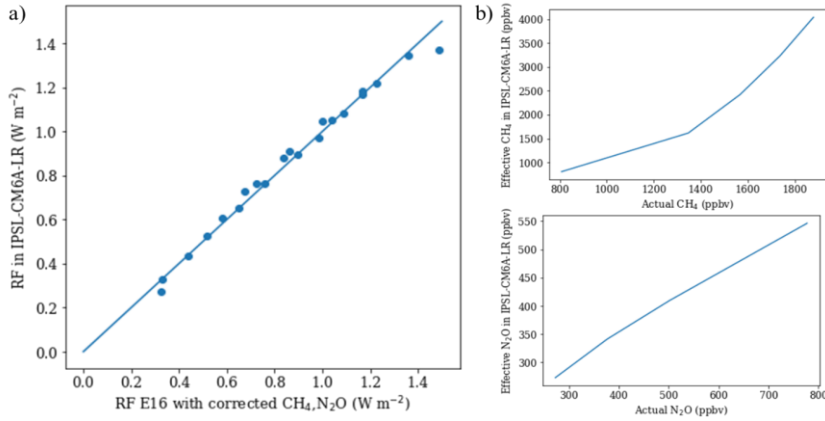 a)
1.4
1.2
1.0
0.8
0.6
0.4
0.2
0.0
RF in IPSL-CM6A-LR (W m⁻²)
0.0 0.2 0.4 0.6 0.8 1.0 1.2 1.4
RF E16 with corrected CH₄,N₂O (W m⁻²)
b)
4000
3500
3000
2500
2000
1500
1000
Effective CH₄ in IPSL-CM6A-LR (ppbv)
800 1000 1200 1400 1600 1800
Actual CH₄ (ppbv)
550
500
450
400
350
300
Effective N₂O in IPSL-CM6A-LR (ppbv)
300 400 500 600 700 800
Actual N₂O (ppbv)